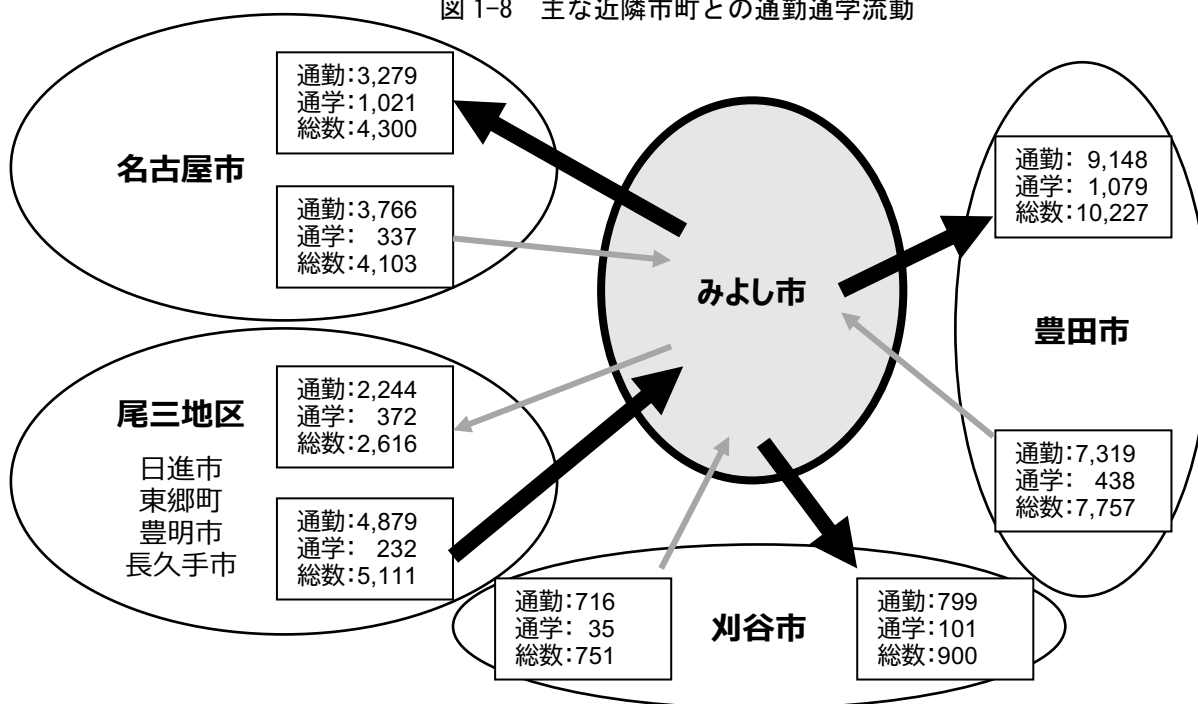 図 1-8 主な近隣市町との通勤通学流動
通勤:3,279
通学:1,021
総数:4,300
名古屋市
通勤:3,766
通学: 337
総数:4,103
みよし市
通勤: 9,148
通学: 1,079
総数:10,227
豊田市
通勤:7,319
通学: 438
総数:7,757
尾三地区
日進市
東郷町
豊明市
長久手市
通勤:2,244
通学: 372
総数:2,616
通勤:4,879
通学: 232
総数:5,111
通勤:716
通学: 35
総数:751
刈谷市
通勤:799
通学:101
総数:900